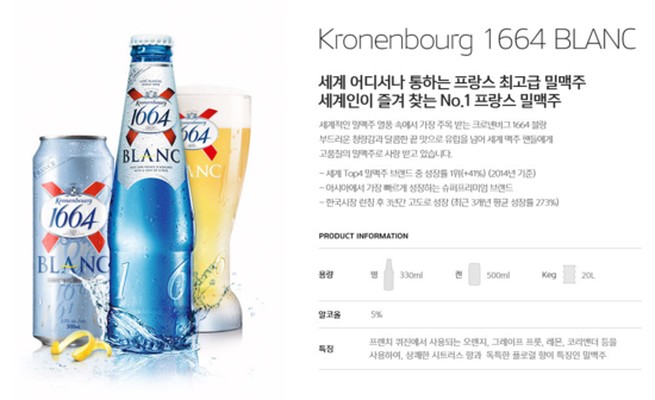 Kronenbourg 1664 BLANC
세계 어디서나 통하는 프랑스 최고급 밀맥주
세계인이 즐겨 찾는 No,1 프랑스 밀맥주
세계적인 밀맥주 열풍 속에서 가장 주목 받는 크로넨버그 1664 블랑
부드러운 청량감과 달콤한 끝 맛으로 유럽을 넘어 세계 맥주 팬들에게
고품질의 밀맥주로 사랑 받고 있습니다.
- 세계 Top4 밀맥주 브랜드 중 성장률 1위(+41%) (2014년 기준)
- 아시아에서 가장 빠르게 성장하는 슈퍼프리미엄 브랜드
- 한국시장 런칭 후 3년간 고도로 성장 (최근 3개년 평균 성장률 273%)
PRODUCT INFORMATION
용량 병 330ml 캔 500ml Keg 20L
알코올 5%
특징 프렌치 퀴진에서 사용되는 오렌지, 그레이프 프룻, 레몬, 코리앤더 등을
사용하여, 상쾌한 시트러스 향과 독특한 플로럴 향이 특징인 밀맥주
Kronenbourg
1664
BLANC
Kronenbourg
1664
BLANC
1 6
664
ANC